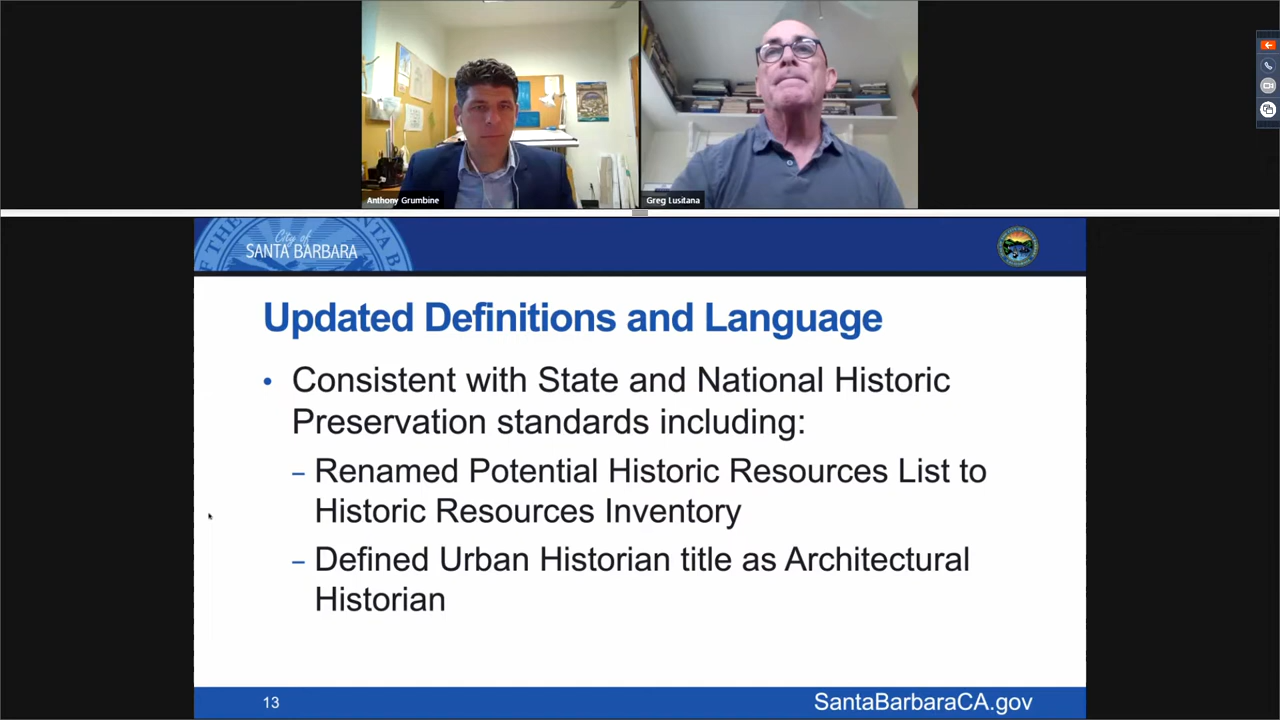 Anthony Grumbine
Greg Lusitana
City of
SANTA BARBARA
Updated Definitions and Language
• Consistent with State and National Historic
Preservation standards including:
– Renamed Potential Historic Resources List to
Historic Resources Inventory
– Defined Urban Historian title as Architectural
Historian
13
SantaBarbaraCA.gov